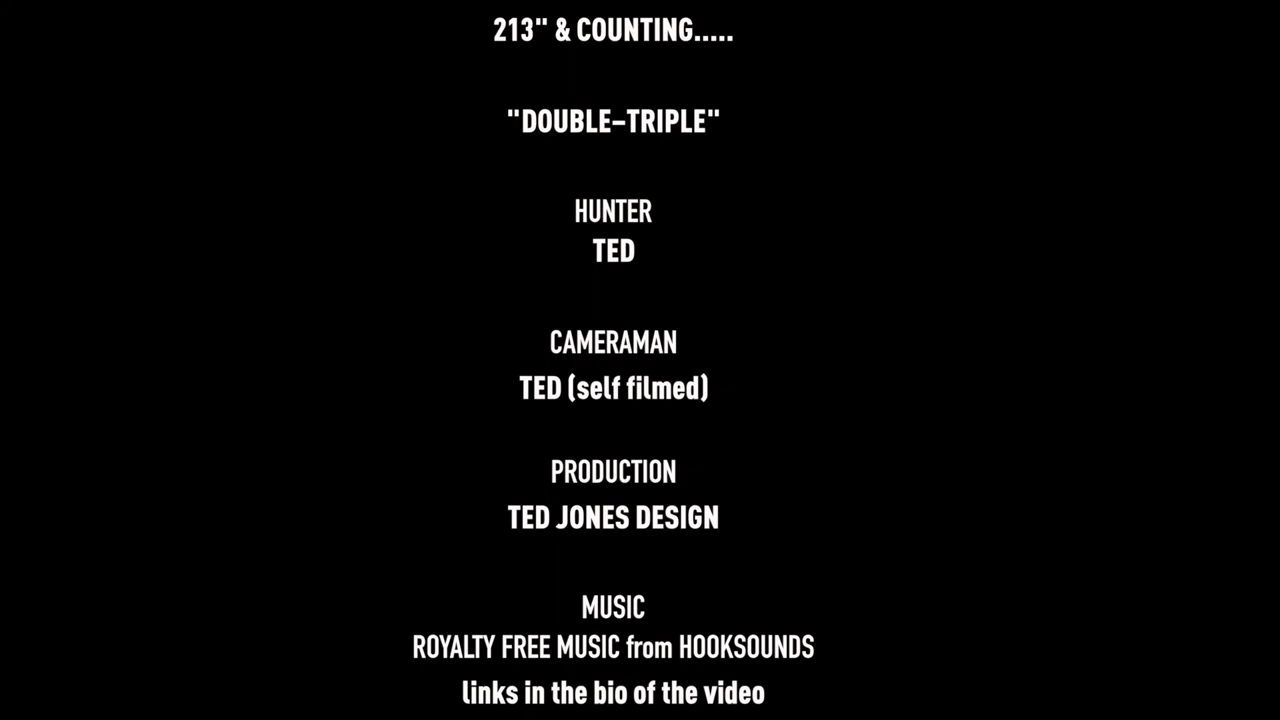 213" & COUNTING.....
"DOUBLE–TRIPLE"
HUNTER
TED
CAMERAMAN
TED (self filmed)
PRODUCTION
TED JONES DESIGN
MUSIC
ROYALTY FREE MUSIC from HOOKSOUNDS
links in the bio of the video